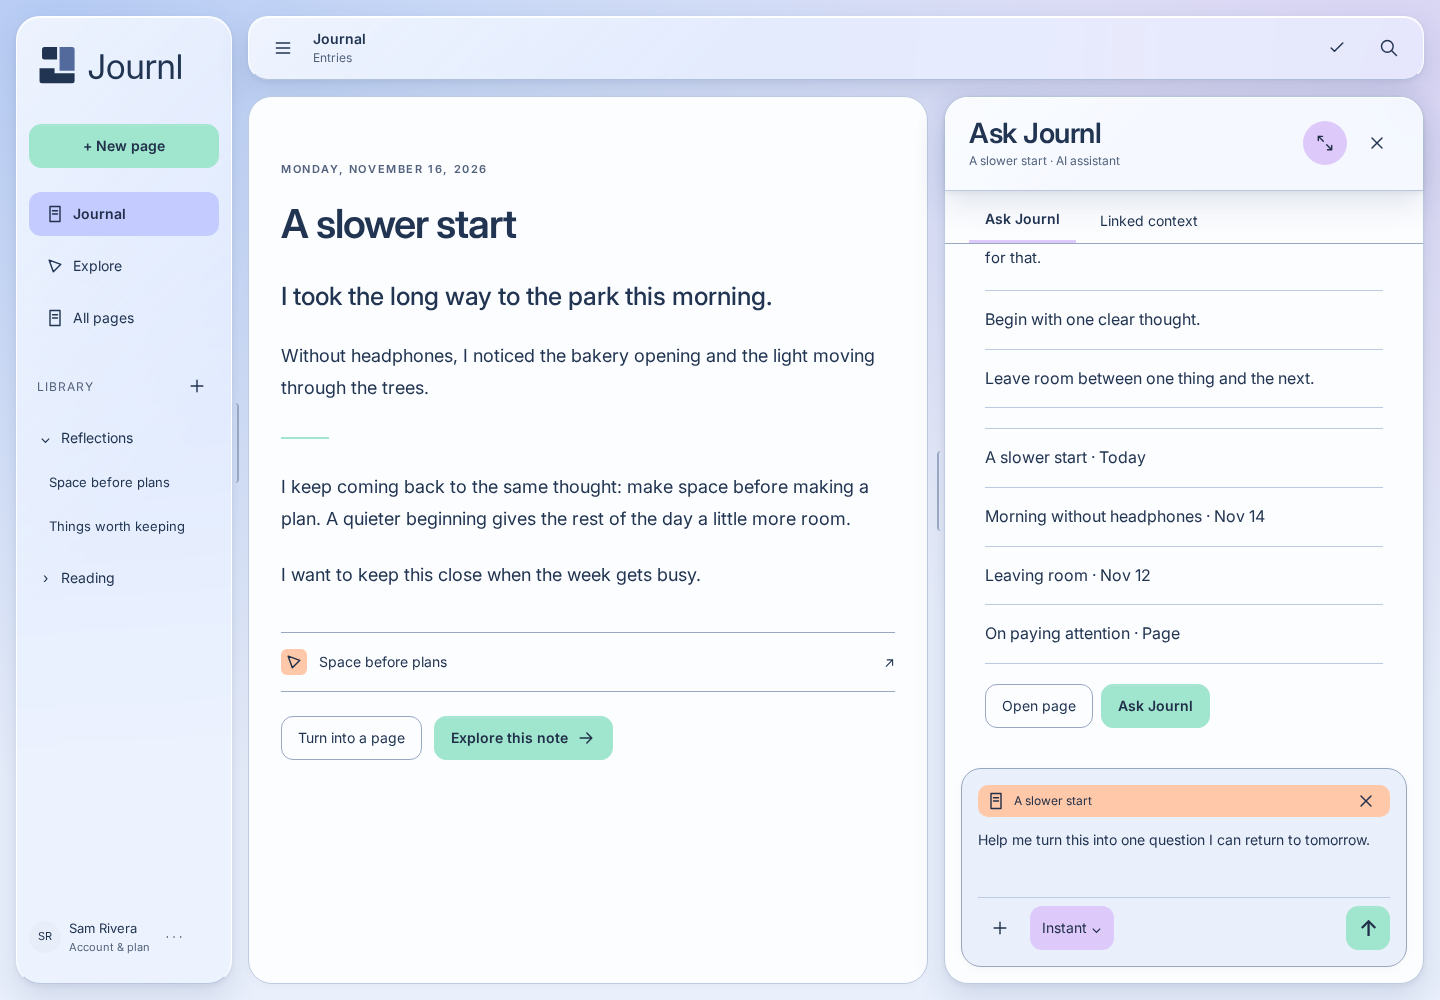 Journl
+ New page
Journal
Explore
All pages
LIBRARY
Reflections
Space before plans
Things worth keeping
Reading
SR
Sam Rivera
Account & plan
...
Journal
Entries
MONDAY, NOVEMBER 16, 2026
A slower start
I took the long way to the park this morning.
Without headphones, I noticed the bakery opening and the light moving
through the trees.
I keep coming back to the same thought: make space before making a
plan. A quieter beginning gives the rest of the day a little more room.
I want to keep this close when the week gets busy.
Space before plans
Turn into a page
Explore this note
Ask Journl
A slower start · AI assistant
Ask Journl
Linked context
for that.
Begin with one clear thought.
Leave room between one thing and the next.
A slower start · Today
Morning without headphones · Nov 14
Leaving room · Nov 12
On paying attention · Page
Open page
Ask Journl
A slower start
Help me turn this into one question I can return to tomorrow.
Instant